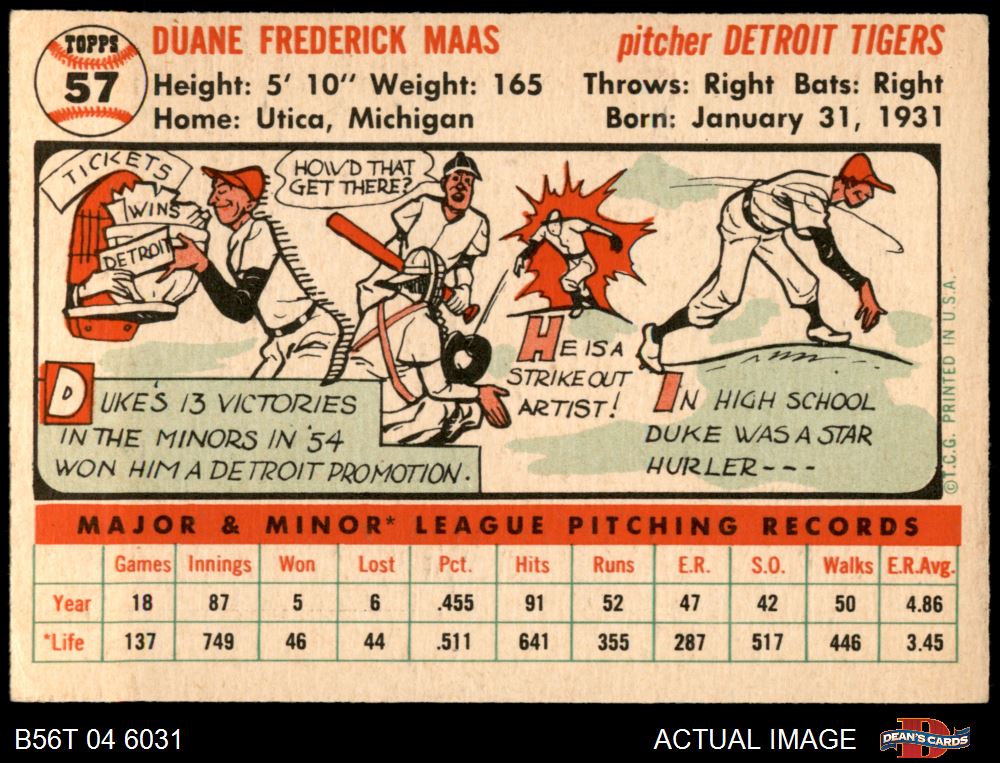 TOPPS
57
DUANE FREDERICK MAAS
pitcher DETROIT TIGERS
Height: 5' 10" Weight: 165
Throws: Right Bats: Right
Home: Utica, Michigan
Born: January 31, 1931
TICKETS
WINS
DETROIT
HOW'D THAT
GET THERE?
DUKE'S 13 VICTORIES
IN THE MINORS IN '54
WON HIM A DETROIT PROMOTION.
HE IS A
STRIKEOUT
ARTIST!
IN HIGH SCHOOL
DUKE WAS A STAR
HURLER---
©T.C.G. PRINTED IN U.S.A.
MAJOR & MINOR* LEAGUE PITCHING RECORDS
Games Innings Won Lost Pct. Hits Runs E.R. S.O. Walks E.R.Avg.
Year 18 87 5 6 .455 91 52 47 42 50 4.86
*Life 137 749 46 44 .511 641 355 287 517 446 3.45
B56T 04 6031
ACTUAL IMAGE
D
DEAN'S CARDS